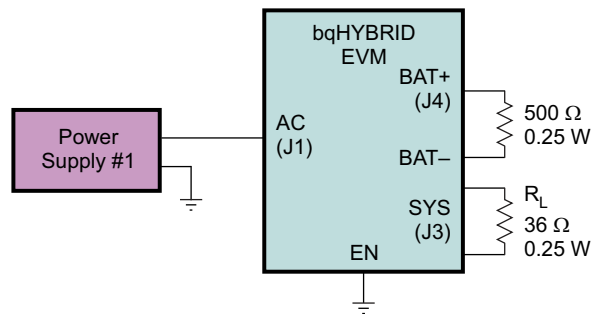 bqHYBRID
EVM
BAT+
(J4)
500 Ω
0.25 W
Power
Supply #1
AC
(J1)
BAT–
SYS
(J3)
R_L
36 Ω
0.25 W
EN